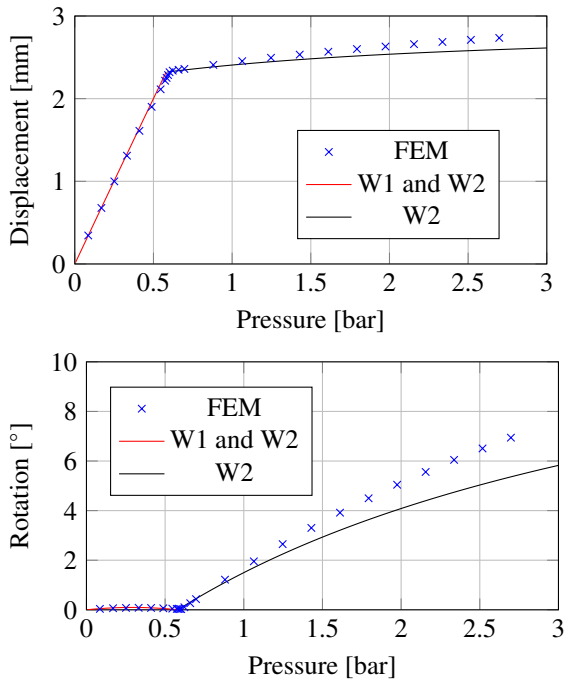 3
2
1
0
Displacement [mm]
FEM
W1 and W2
W2
0 0.5 1 1.5 2 2.5 3
Pressure [bar]
10
8
6
4
2
0
Rotation [°]
FEM
W1 and W2
W2
0 0.5 1 1.5 2 2.5 3
Pressure [bar]